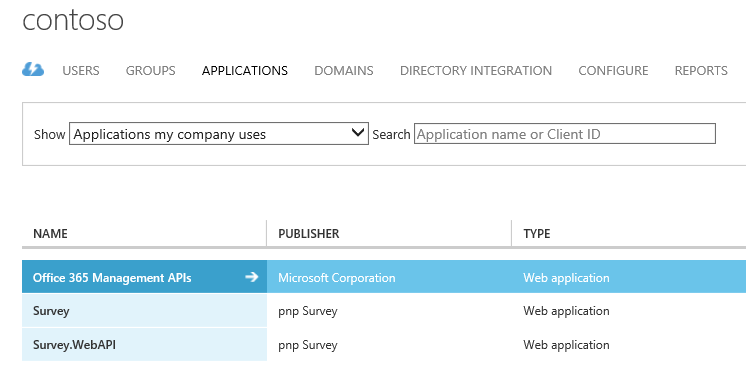 contoso
USERS GROUPS APPLICATIONS DOMAINS DIRECTORY INTEGRATION CONFIGURE REPORTS
Show Applications my company uses Search Application name or Client ID
NAME PUBLISHER TYPE
Office 365 Management APIs Microsoft Corporation Web application
Survey pnp Survey Web application
Survey.WebAPI pnp Survey Web application